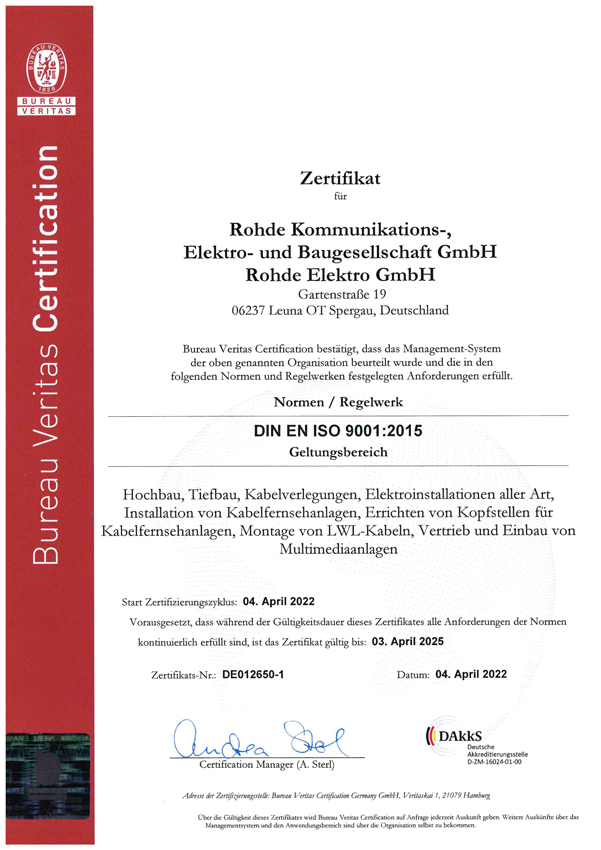 BUREAU VERITAS
1828
BUREAU
VERITAS
Bureau Veritas Certification
Zertifikat
für
Rohde Kommunikations-,
Elektro- und Baugesellschaft GmbH
Rohde Elektro GmbH
Gartenstraße 19
06237 Leuna OT Spergau, Deutschland
Bureau Veritas Certification bestätigt, dass das Management-System
der oben genannten Organisation beurteilt wurde und die in den
folgenden Normen und Regelwerken festgelegten Anforderungen erfüllt.
Normen / Regelwerk
DIN EN ISO 9001:2015
Geltungsbereich
Hochbau, Tiefbau, Kabelverlegungen, Elektroinstallationen aller Art,
Installation von Kabelfernsehanlagen, Errichten von Kopfstellen für
Kabelfernsehanlagen, Montage von LWL-Kabeln, Vertrieb und Einbau von
Multimediaanlagen
Start Zertifizierungszyklus: 04. April 2022
Vorausgesetzt, dass während der Gültigkeitsdauer dieses Zertifikates alle Anforderungen der Normen
kontinuierlich erfüllt sind, ist das Zertifikat gültig bis: 03. April 2025
Zertifikats-Nr.: DE012650-1 Datum: 04. April 2022
Certification Manager (A. Sterl)
DAkkS
Deutsche
Akkreditierungsstelle
D-ZM-16024-01-00
Adresse der Zertifizierungsstelle: Bureau Veritas Certification Germany GmbH, Veritaskai 1, 21079 Hamburg
Über die Gültigkeit dieses Zertifikates wird Bureau Veritas Certification auf Anfrage jederzeit Auskunft geben. Weitere Auskünfte über das
Managementsystem und den Anwendungsbereich sind über die Organisation selbst zu bekommen.